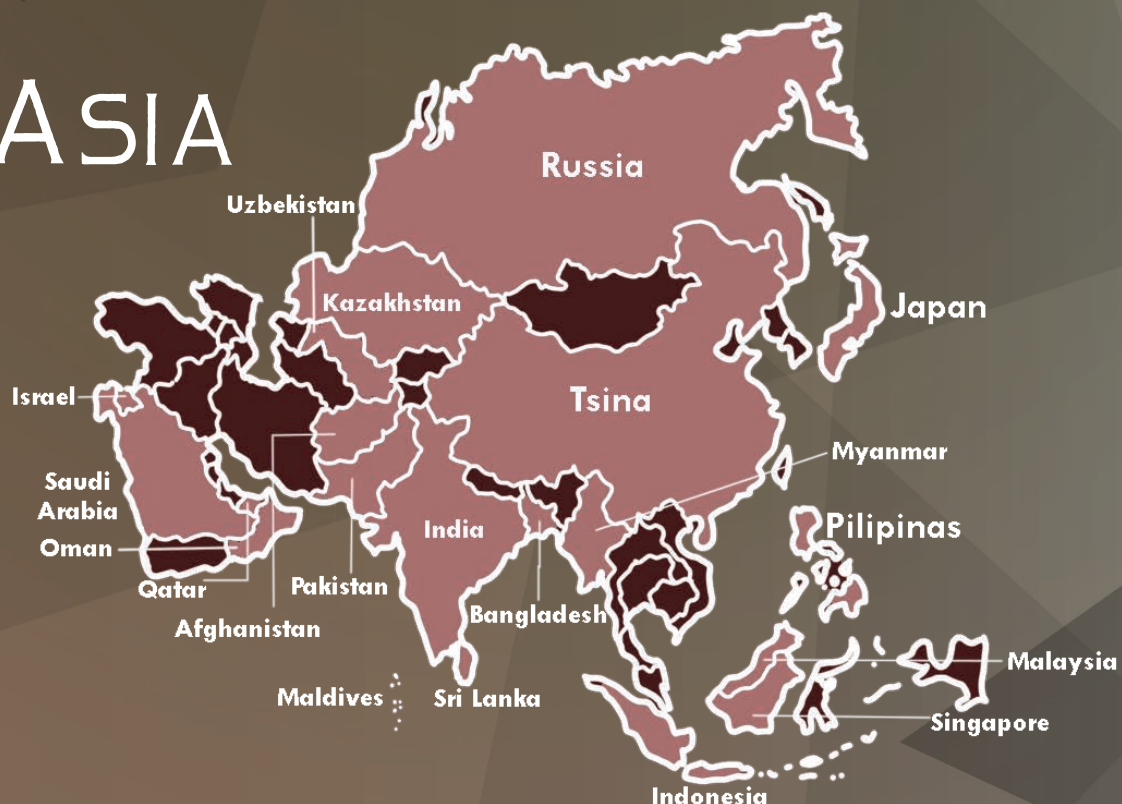 ASIA
Russia
Uzbekistan
Kazakhstan
Japan
Israel
Tsina
Myanmar
Saudi
Arabia
India
Pilipinas
Oman
Qatar
Pakistan
Bangladesh
Afghanistan
Malaysia
Maldives
Sri Lanka
Singapore
Indonesia